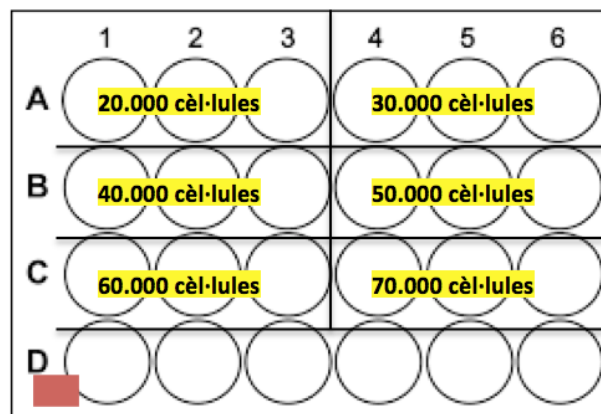 1 2 3 4 5 6
A 20.000 cèl·lules 30.000 cèl·lules
B 40.000 cèl·lules 50.000 cèl·lules
C 60.000 cèl·lules 70.000 cèl·lules
D